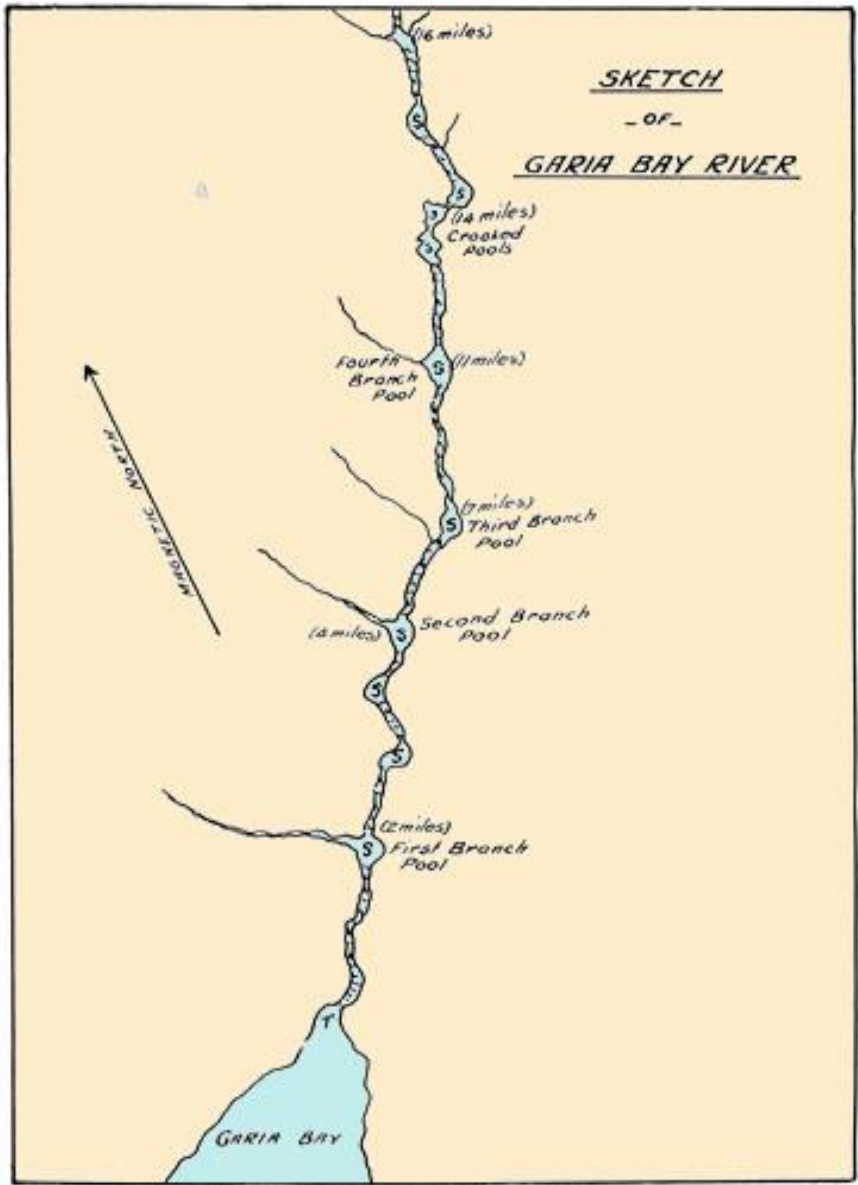 (16 miles)
SKETCH
- OF -
GARIA BAY RIVER
S
S
(14 miles)
Crooked
Pools
S
S
Fourth
Branch
Pool
S
(11 miles)
MAGNETIC NORTH
(7 miles)
S
Third Branch
Pool
Second Branch
Pool
(4 miles)
S
S
S
(2 miles)
S
First Branch
Pool
T
GARIA BAY